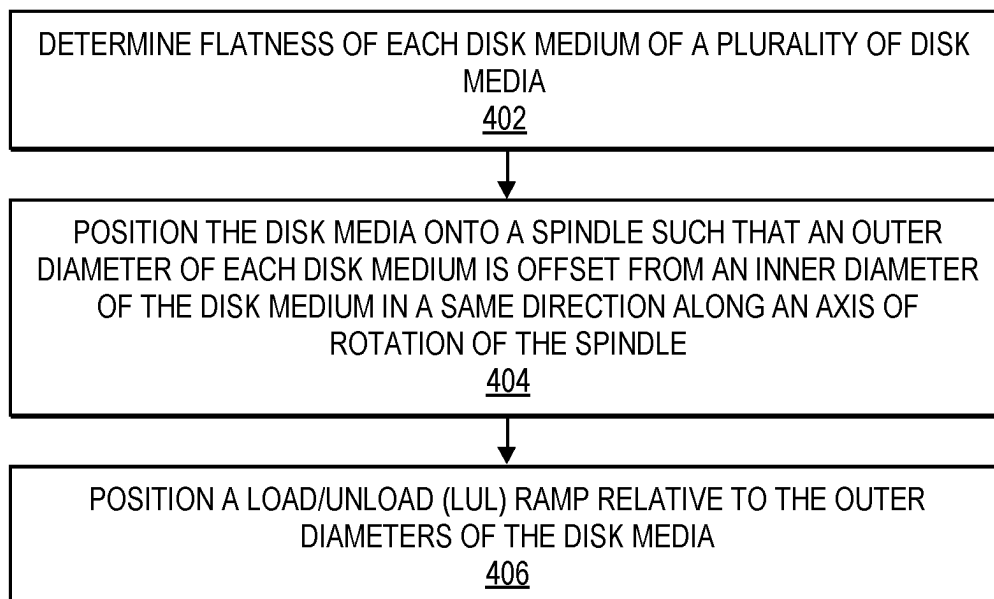 DETERMINE FLATNESS OF EACH DISK MEDIUM OF A PLURALITY OF DISK
MEDIA
402
POSITION THE DISK MEDIA ONTO A SPINDLE SUCH THAT AN OUTER
DIAMETER OF EACH DISK MEDIUM IS OFFSET FROM AN INNER DIAMETER
OF THE DISK MEDIUM IN A SAME DIRECTION ALONG AN AXIS OF
ROTATION OF THE SPINDLE
404
POSITION A LOAD/UNLOAD (LUL) RAMP RELATIVE TO THE OUTER
DIAMETERS OF THE DISK MEDIA
406